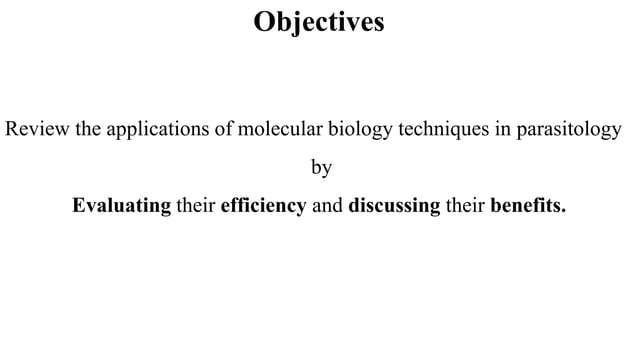 Objectives
Review the applications of molecular biology techniques in parasitology
by
Evaluating their efficiency and discussing their benefits.